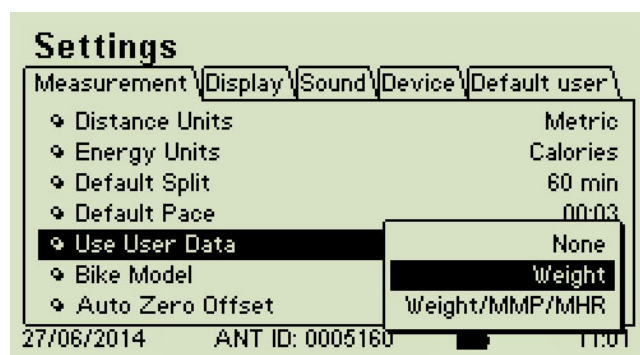 Settings
Measurement Display Sound Device Default user
Distance Units Metric
Energy Units Calories
Default Split 60 min
Default Pace 00:03
Use User Data None
Bike Model Weight
Auto Zero Offset Weight/MMP/MHR
27/06/2014 ANT ID: 0005160 11:01